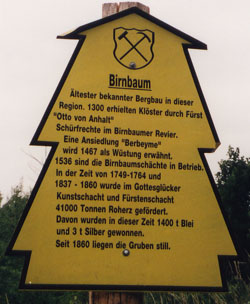 Birnbaum
Ältester bekannter Bergbau in dieser
Region. 1300 erhielten Klöster durch Fürst
"Otto von Anhalt"
Schürfrechte im Birnbaumer Revier.
Eine Ansiedlung "Berbeyme"
wird 1467 als Wüstung erwähnt.
1536 sind die Birnbaumschächte in Betrieb.
In der Zeit von 1749-1764 und
1837 - 1860 wurde im Gottesglücker
Kunstschacht und Fürstenschacht
41000 Tonnen Roherz gefördert.
Davon wurden in dieser Zeit 1400 t Blei
und 3 t Silber gewonnen.
Seit 1860 liegen die Gruben still.